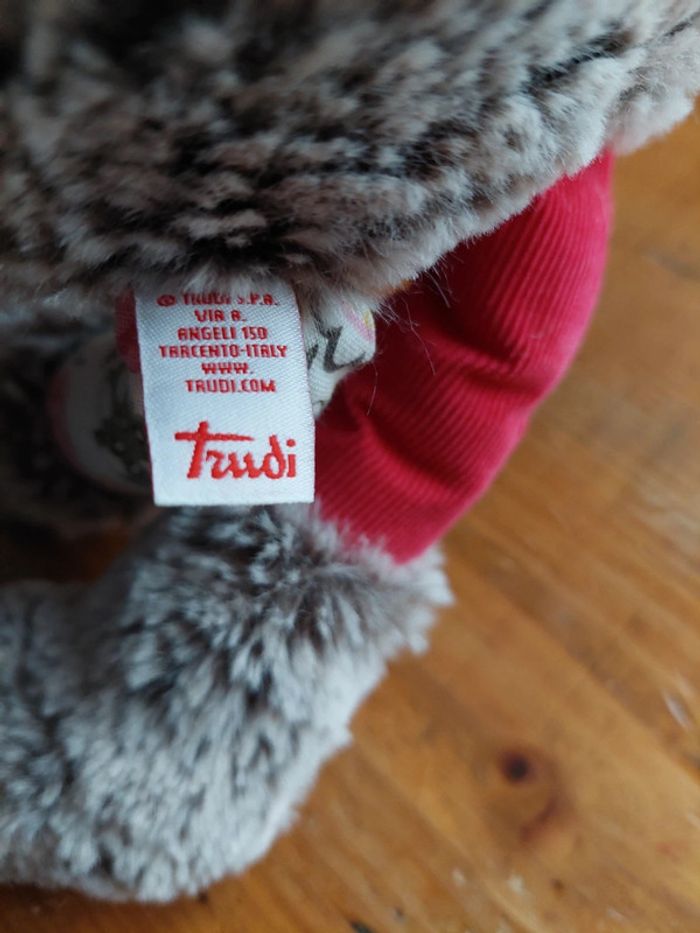 © TRUDI S.P.A.
VIA A.
ANGELI 150
TARCENTO-ITALY
WWW.
TRUDI.COM
Trudi